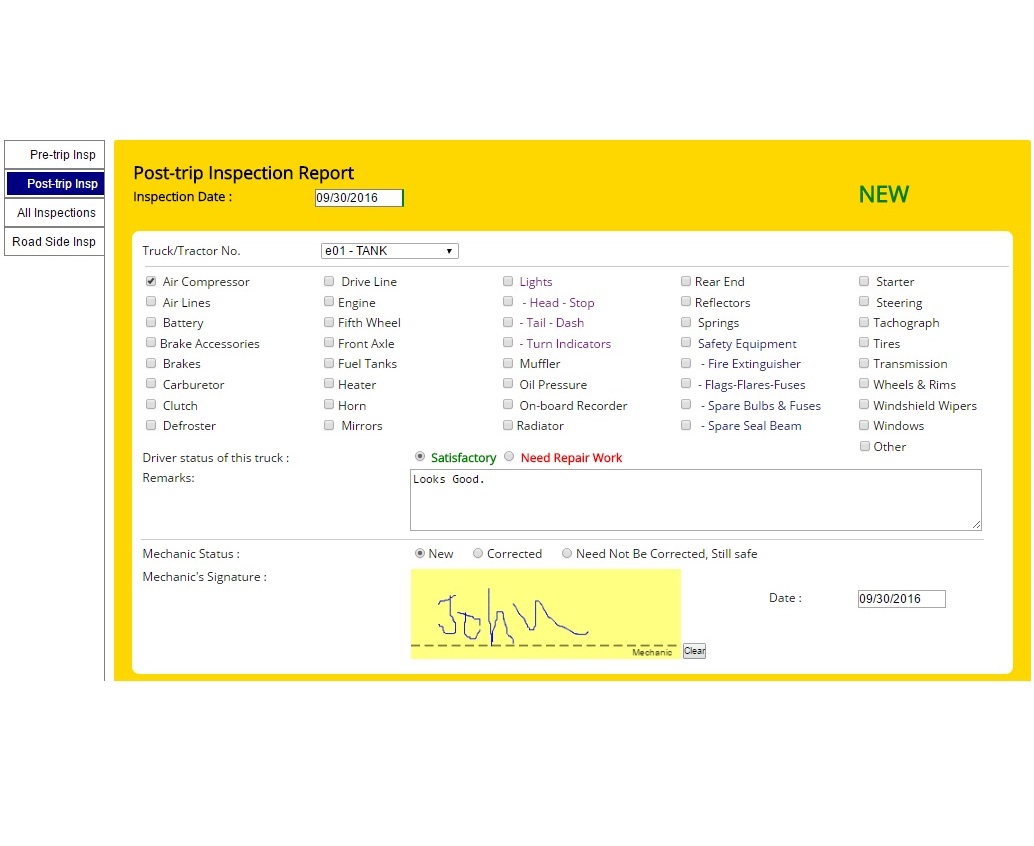 Pre-trip Insp
Post-trip Insp
All Inspections
Road Side Insp
Post-trip Inspection Report
Inspection Date : 09/30/2016
NEW
Truck/Tractor No. e01 - TANK
Air Compressor Drive Line Lights Rear End Starter
Air Lines Engine - Head - Stop Reflectors Steering
Battery Fifth Wheel - Tail - Dash Springs Tachograph
Brake Accessories Front Axle - Turn Indicators Safety Equipment Tires
Brakes Fuel Tanks Muffler - Fire Extinguisher Transmission
Carburetor Heater Oil Pressure - Flags-Flares-Fuses Wheels & Rims
Clutch Horn On-board Recorder - Spare Bulbs & Fuses Windshield Wipers
Defroster Mirrors Radiator - Spare Seal Beam Windows
Other
Driver status of this truck : Satisfactory Need Repair Work
Remarks: Looks Good.
Mechanic Status : New Corrected Need Not Be Corrected, Still safe
Mechanic's Signature :
John
Date : 09/30/2016
Mechanic Clear